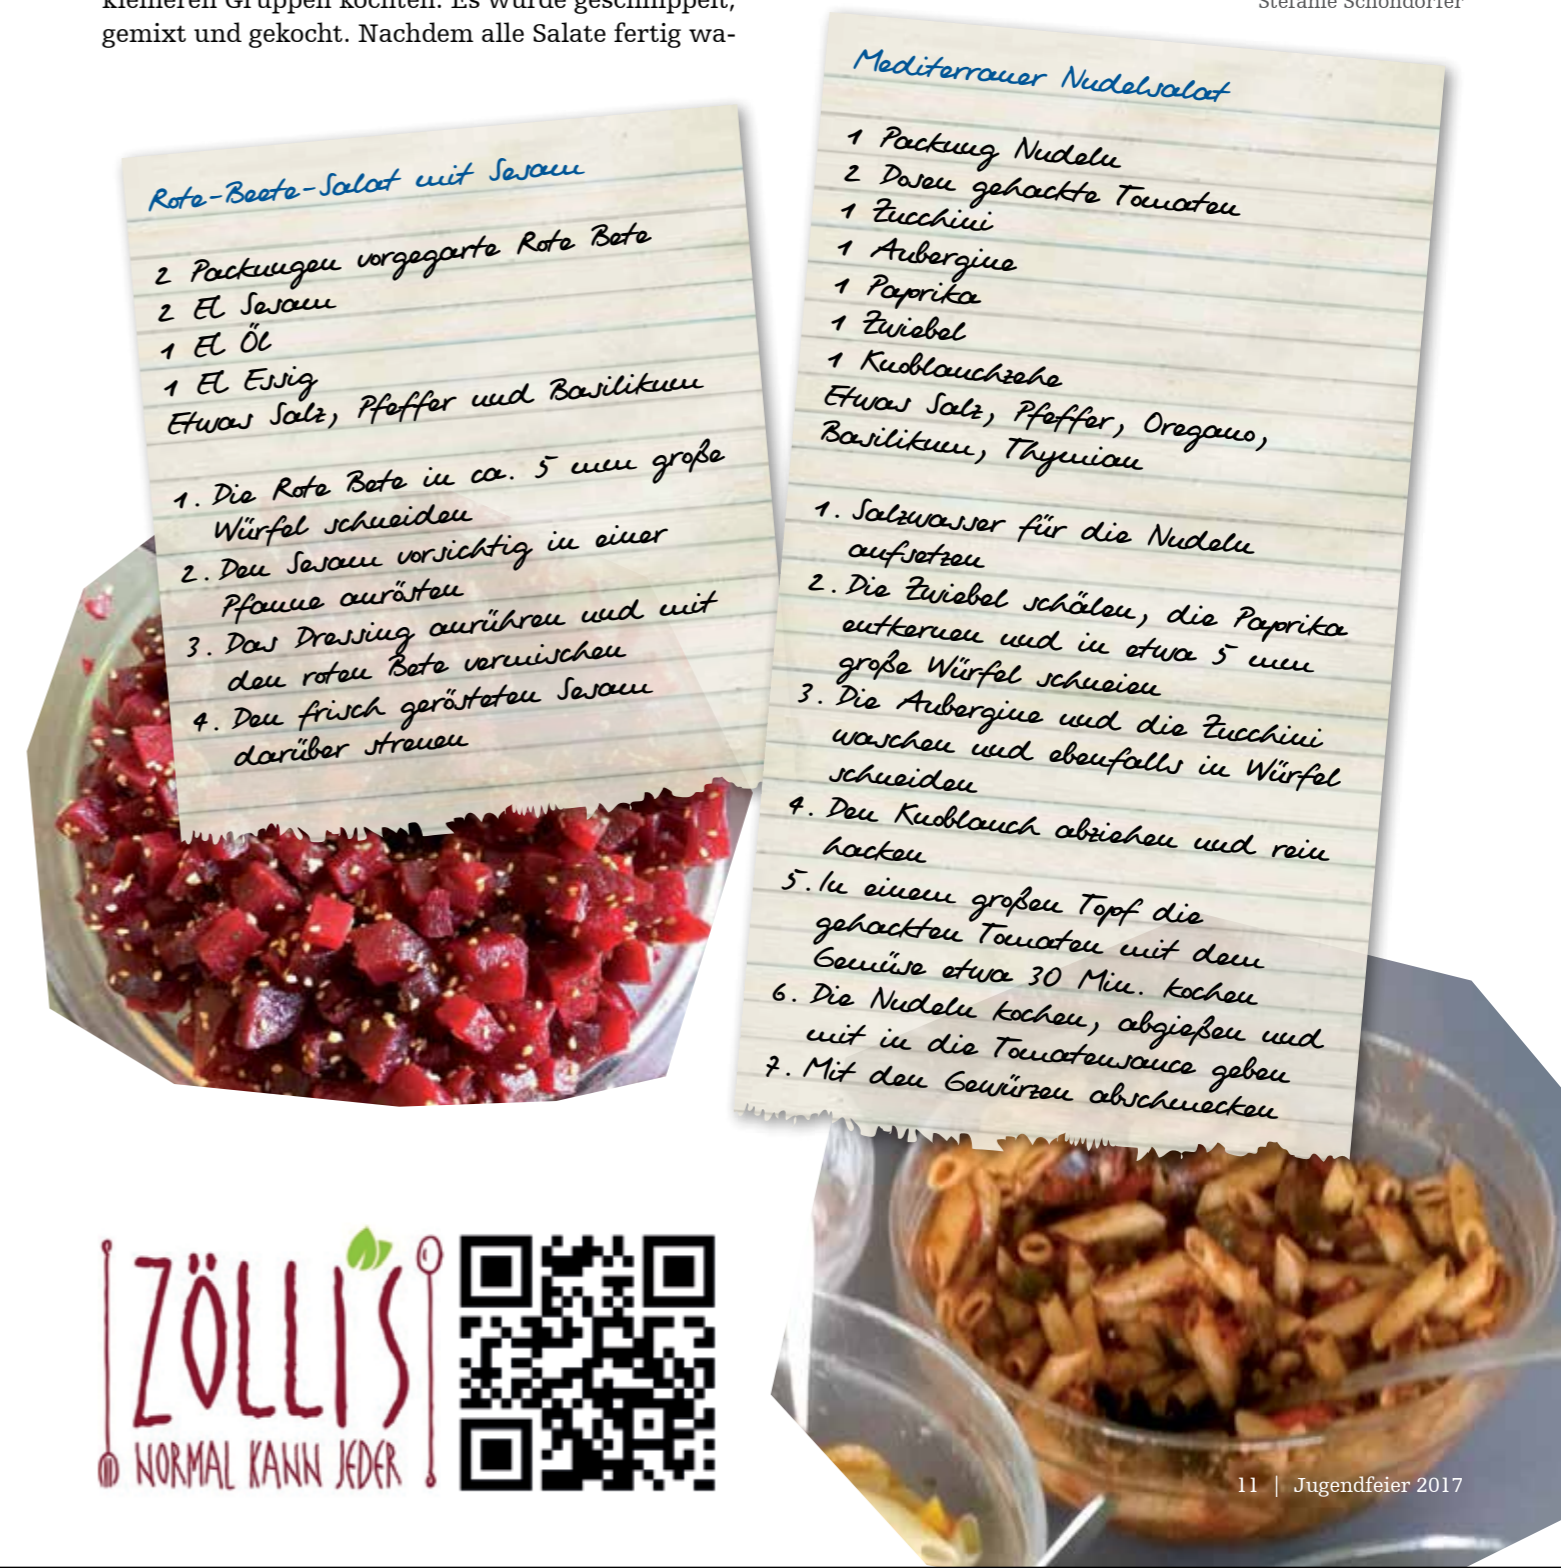 kleineren Gruppen kochten. Es wurde geschnippelt,
gemixt und gekocht. Nachdem alle Salate fertig wa-
Stefanie Schöndorfer
Rote-Beete-Salat mit Sesam
2 Packungen vorgegarte Rote Bete
2 EL Sesam
1 EL Öl
1 EL Essig
Etwas Salz, Pfeffer und Basilikum
1. Die Rote Bete in ca. 5 mm große
Würfel schneiden
2. Den Sesam vorsichtig in einer
Pfanne anrösten
3. Das Dressing anrühren und mit
den roten Bete vermischen
4. Den frisch gerösteten Sesam
darüber streuen
Mediterraner Nudelsalat
1 Packung Nudeln
2 Dosen gehackte Tomaten
1 Zucchini
1 Aubergine
1 Paprika
1 Zwiebel
1 Knoblauchzehe
Etwas Salz, Pfeffer, Oregano,
Basilikum, Thymian
1. Salzwasser für die Nudeln
aufsetzen
2. Die Zwiebel schälen, die Paprika
entkernen und in etwa 5 mm
große Würfel schneien
3. Die Aubergine und die Zucchini
waschen und ebenfalls in Würfel
schneiden
4. Den Knoblauch abziehen und rein
hacken
5. In einem großen Topf die
gehackten Tomaten mit dem
Gemüse etwa 30 Min. kochen
6. Die Nudeln kochen, abgießen und
mit in die Tomatensauce geben
7. Mit den Gewürzen abschmecken
ZÖLLI'S
NORMAL KANN JEDER
11 | Jugendfeier 2017